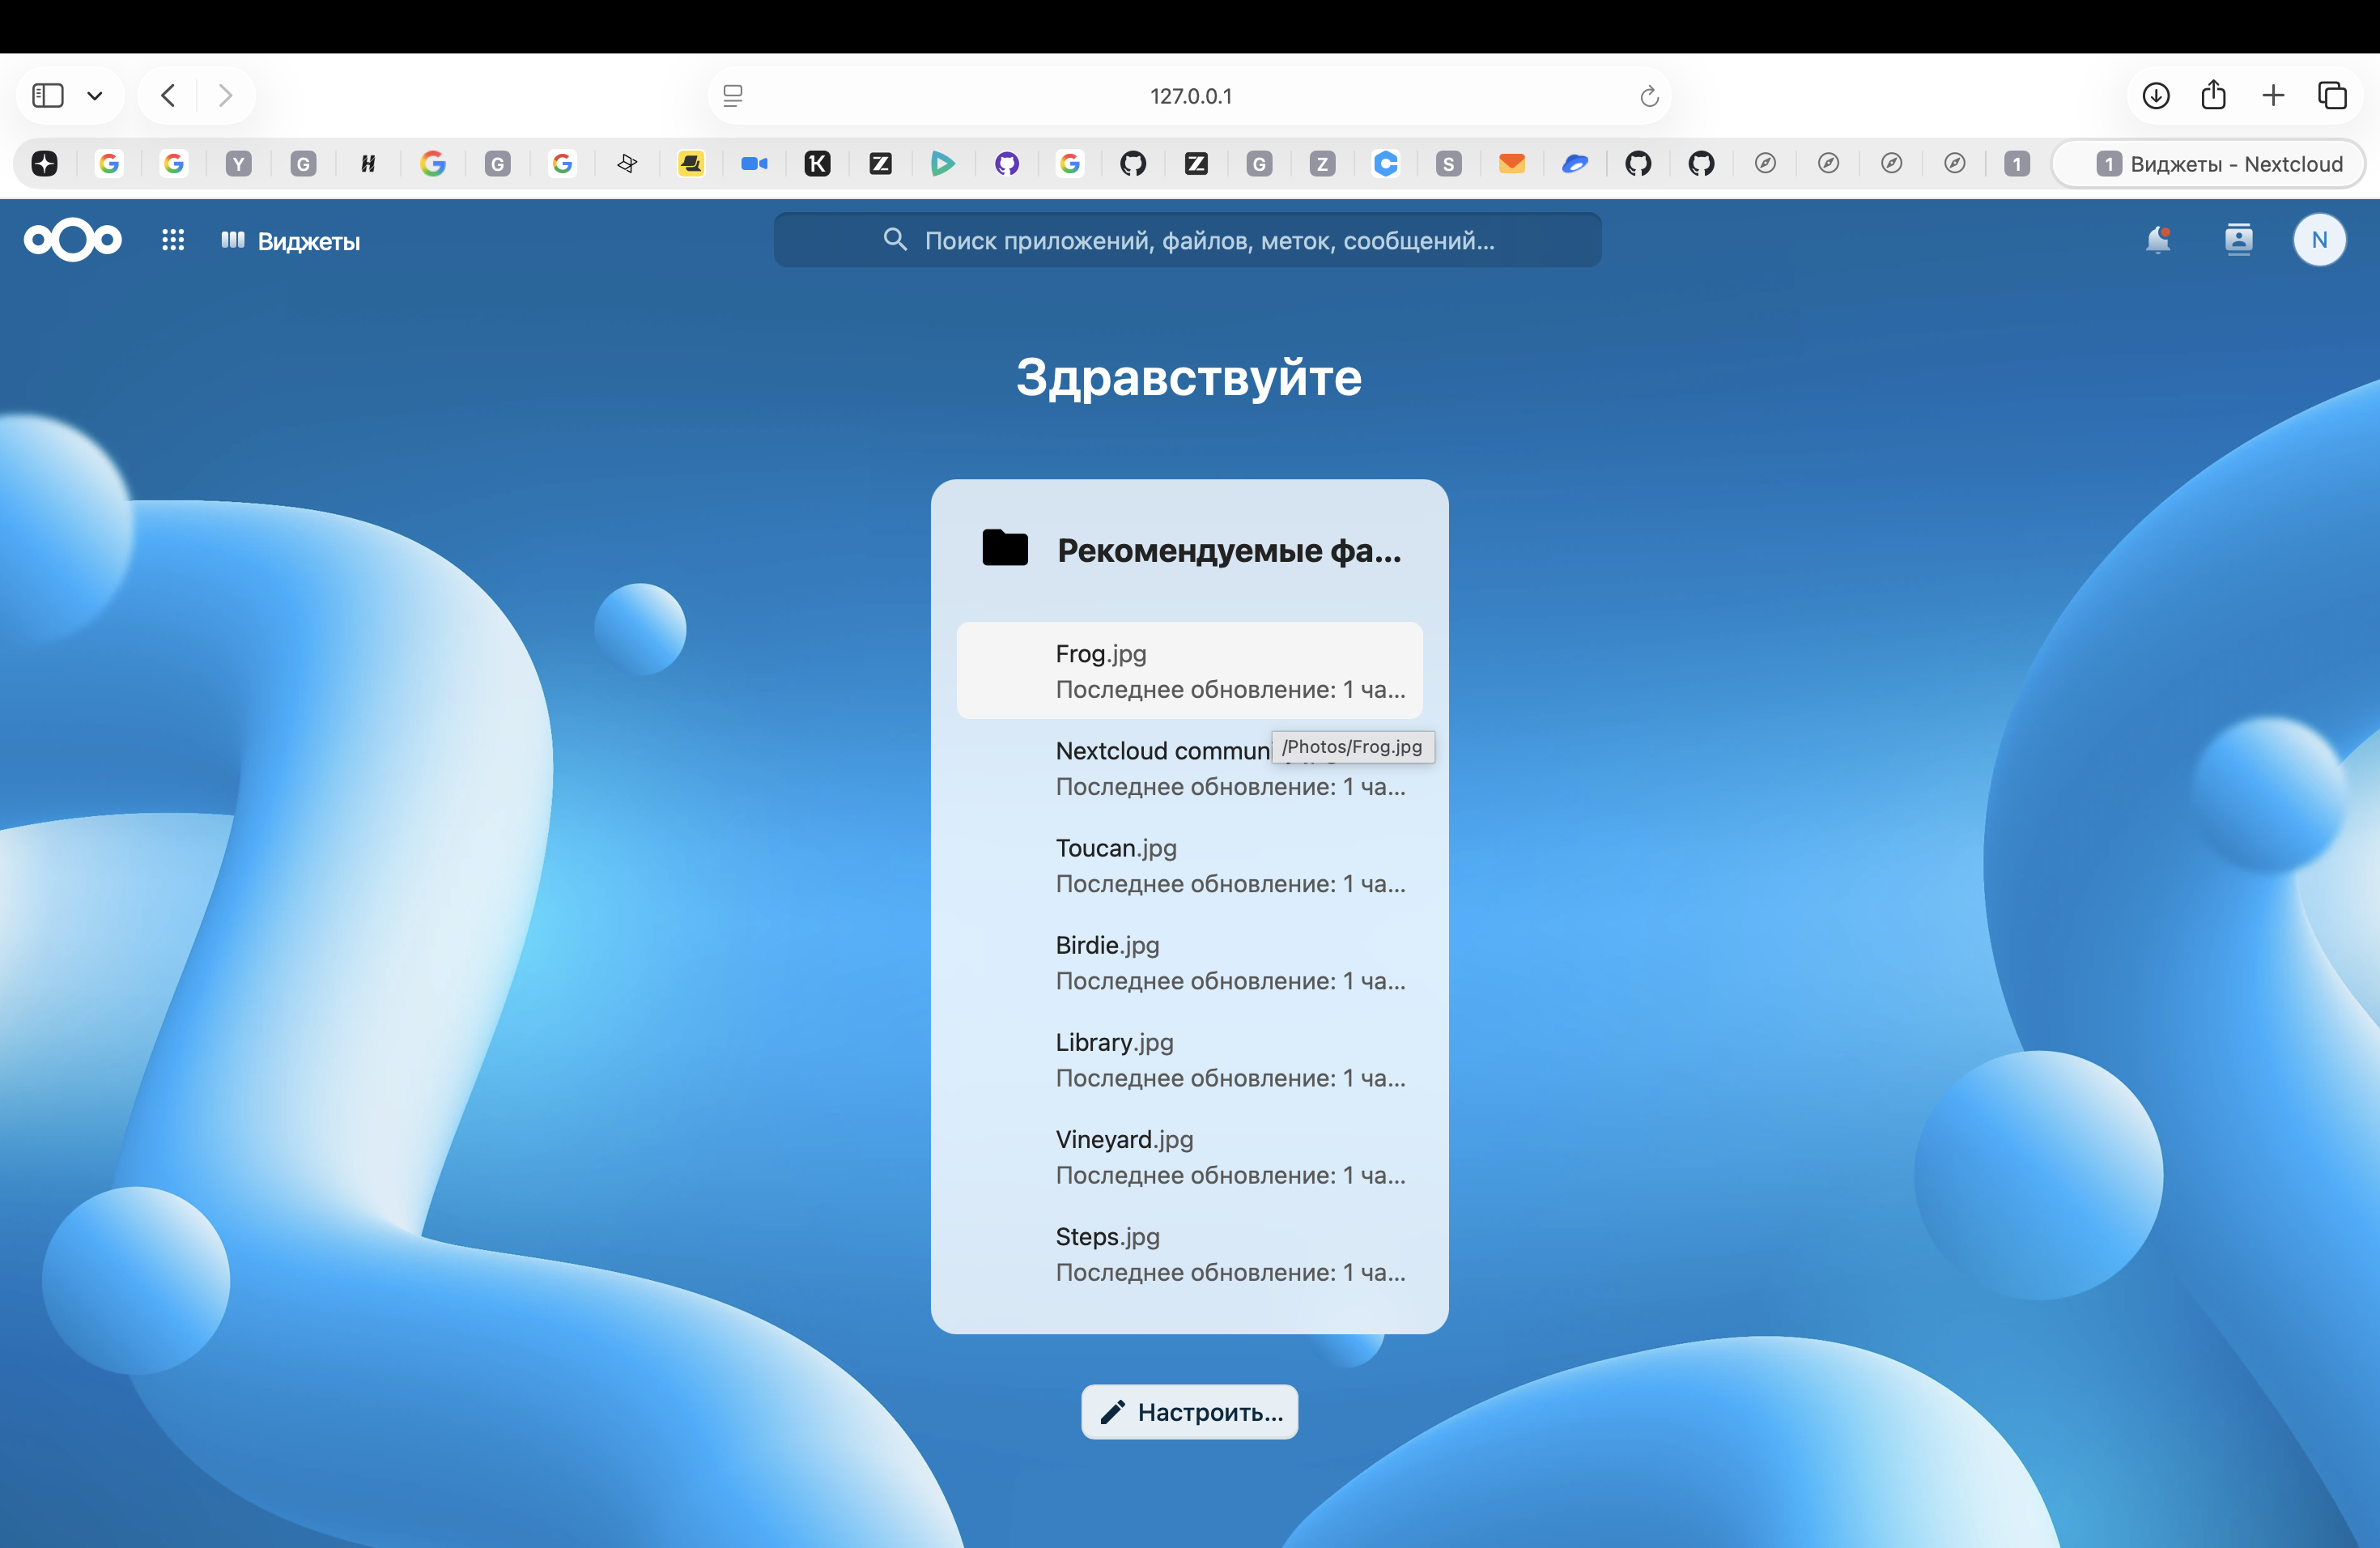 127.0.0.1
Y G G G Z S 1 1 Виджеты - Nextcloud
Виджеты
Поиск приложений, файлов, меток, сообщений...
N
Здравствуйте
Рекомендуемые фа...
Frog.jpg
Последнее обновление: 1 ча...
/Photos/Frog.jpg
Nextcloud
Последнее обновление: 1 ча...
Toucan.jpg
Последнее обновление: 1 ча...
Birdie.jpg
Последнее обновление: 1 ча...
Library.jpg
Последнее обновление: 1 ча...
Vineyard.jpg
Последнее обновление: 1 ча...
Steps.jpg
Последнее обновление: 1 ча...
Настроить...